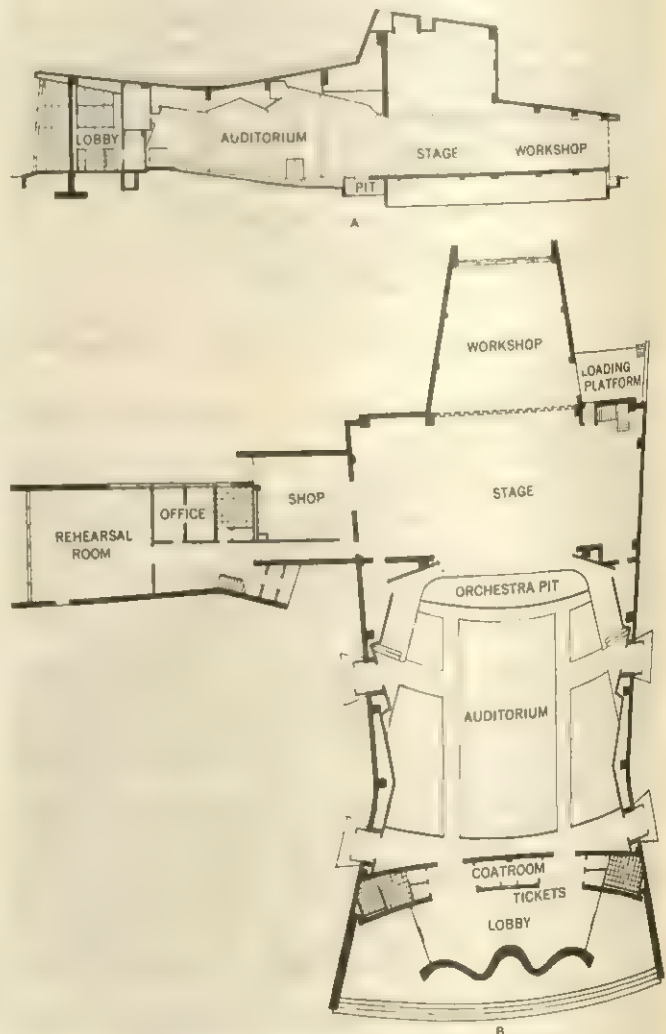 LOBBY
AUDITORIUM
STAGE
WORKSHOP
PIT
A
WORKSHOP
LOADING
PLATFORM
SHOP
STAGE
OFFICE
REHEARSAL
ROOM
ORCHESTRA PIT
AUDITORIUM
COATROOM
TICKETS
LOBBY
B